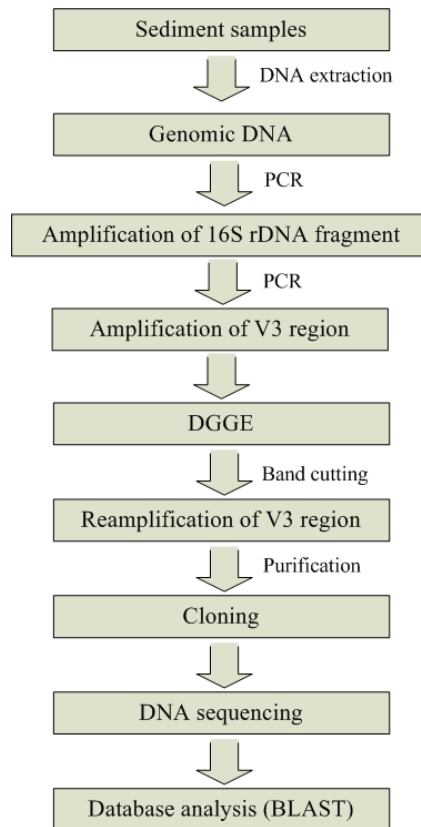 Sediment samples
DNA extraction
Genomic DNA
PCR
Amplification of 16S rDNA fragment
PCR
Amplification of V3 region
DGGE
Band cutting
Reamplification of V3 region
Purification
Cloning
DNA sequencing
Database analysis (BLAST)